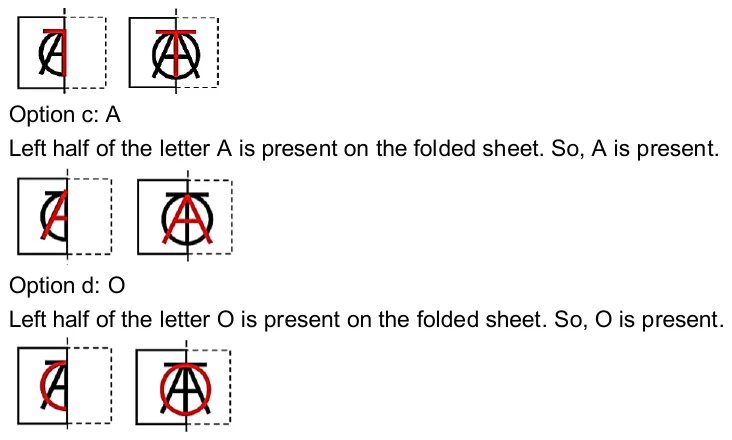 Option c: A
Left half of the letter A is present on the folded sheet. So, A is present.
Option d: O
Left half of the letter O is present on the folded sheet. So, O is present.